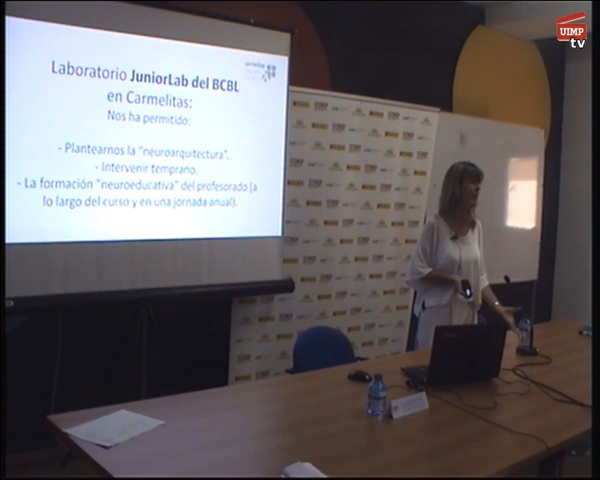 UIMP
tv
carmelitas
Laboratorio JuniorLab del BCBL
en Carmelitas:
Nos ha permitido:
- Plantearnos la "neuroarquitectura".
- Intervenir temprano.
- La formación "neuroeducativa" del profesorado (a
lo largo del curso y en una jornada anual).